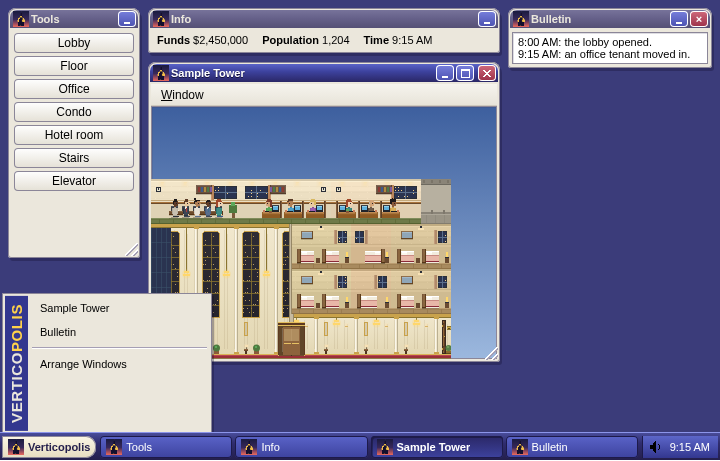 Tools
Lobby
Floor
Office
Condo
Hotel room
Stairs
Elevator
Info
Funds $2,450,000 Population 1,204 Time 9:15 AM
Sample Tower
Window
Bulletin
8:00 AM: the lobby opened.
9:15 AM: an office tenant moved in.
VERTICOPOLIS
Sample Tower
Bulletin
Arrange Windows
Verticopolis Tools Info Sample Tower Bulletin 9:15 AM